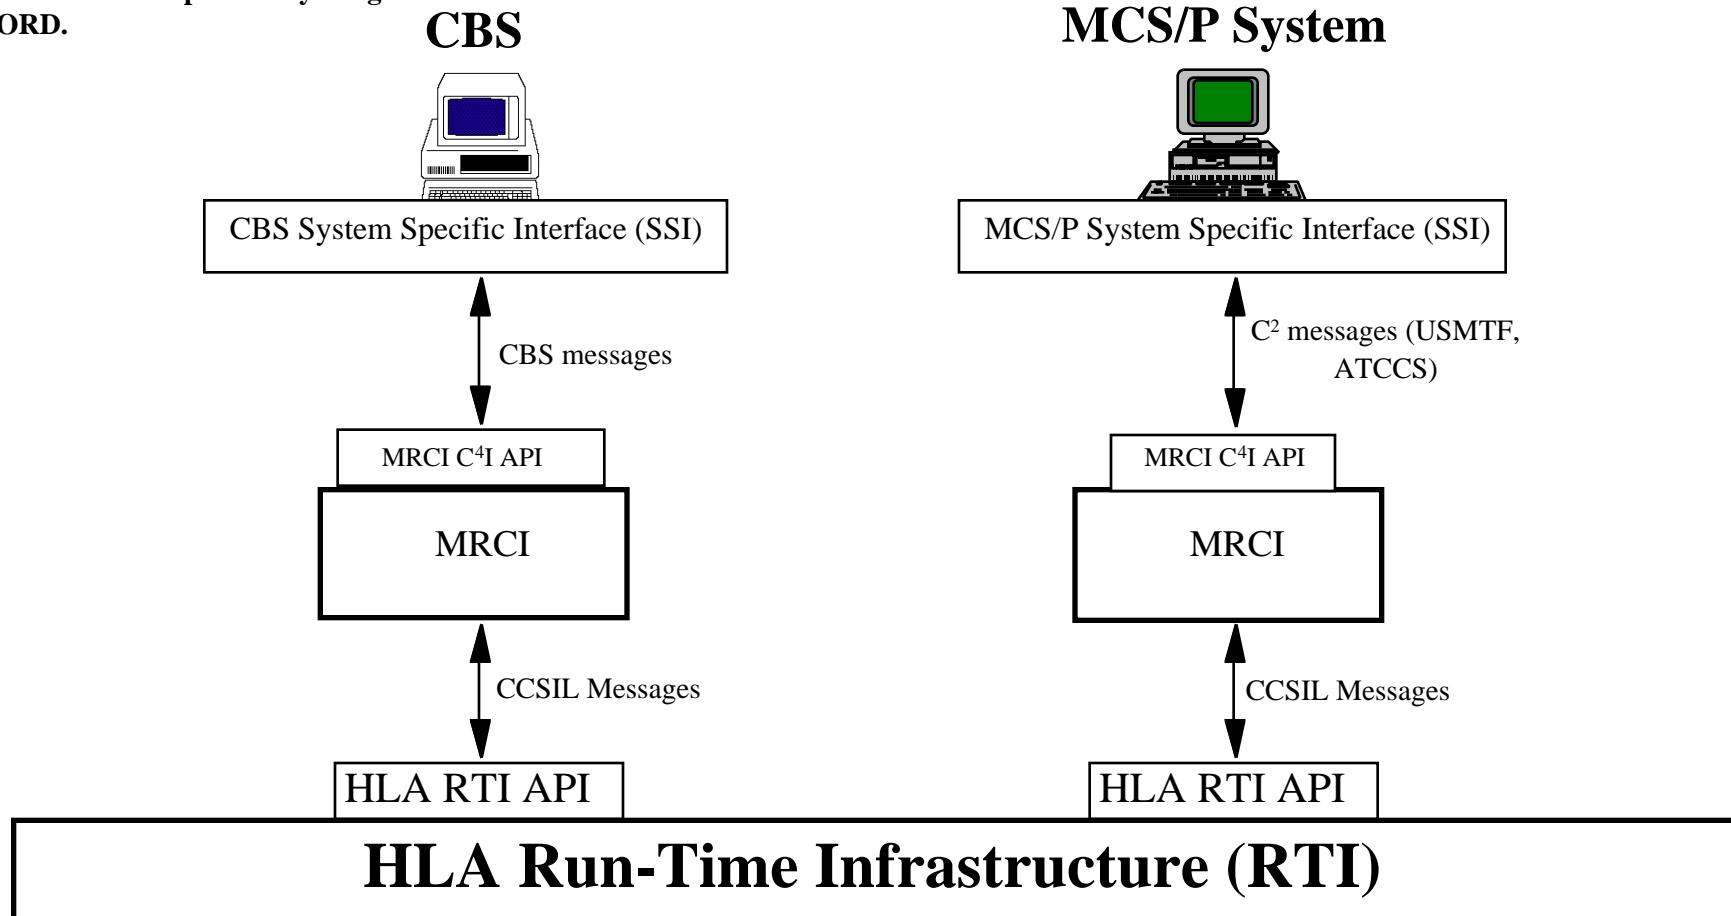 ORD.
CBS
MCS/P System
CBS System Specific Interface (SSI)
MCS/P System Specific Interface (SSI)
CBS messages
C² messages (USMTF,
ATCCS)
MRCI C⁴I API
MRCI C⁴I API
MRCI
MRCI
CCSIL Messages
CCSIL Messages
HLA RTI API
HLA RTI API
HLA Run-Time Infrastructure (RTI)